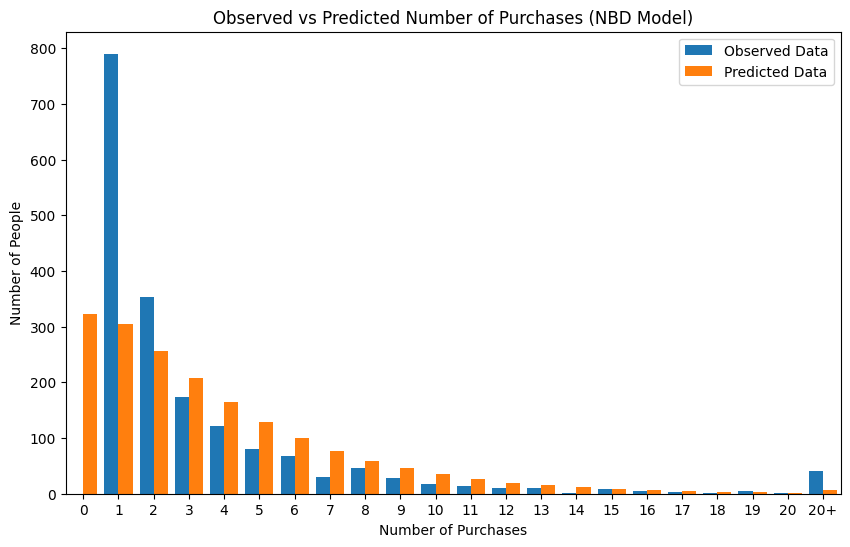 Observed vs Predicted Number of Purchases (NBD Model)
Observed Data
Predicted Data
Number of People
800
700
600
500
400
300
200
100
0
0 1 2 3 4 5 6 7 8 9 10 11 12 13 14 15 16 17 18 19 20 20+
Number of Purchases